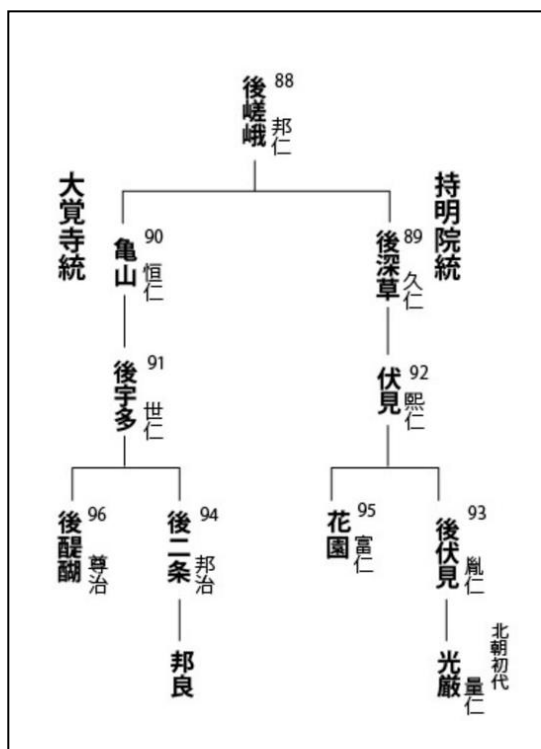 88
後嵯峨
邦仁
持明院統
大覚寺統
89
後深草
久仁
90
亀山
恒仁
92
伏見
熙仁
91
後宇多
世仁
93
後伏見
胤仁
95
花園
富仁
94
後二条
邦治
96
後醍醐
尊治
北朝初代
光厳
量仁
邦良